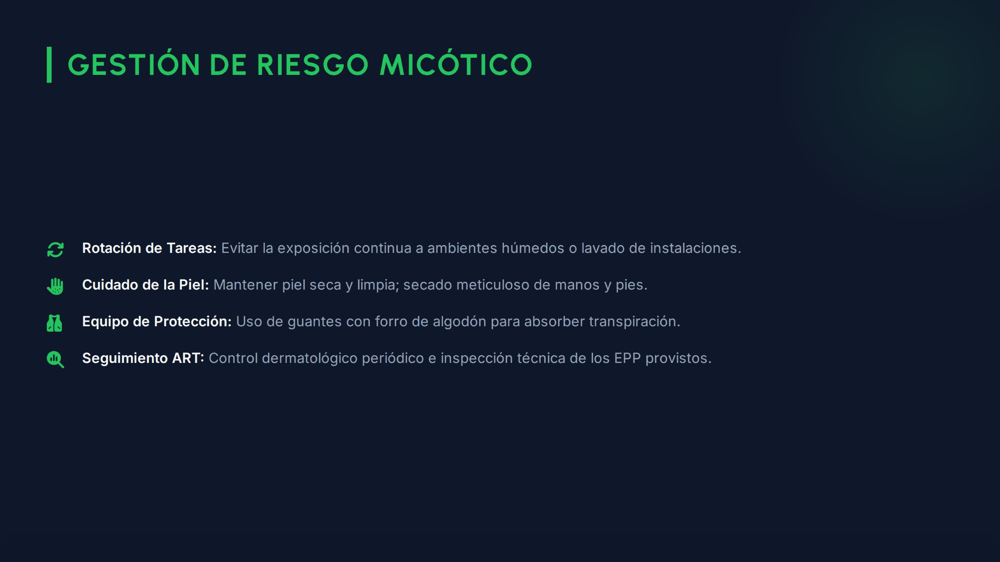 GESTIÓN DE RIESGO MICÓTICO
Rotación de Tareas: Evitar la exposición continua a ambientes húmedos o lavado de instalaciones.
Cuidado de la Piel: Mantener piel seca y limpia; secado meticuloso de manos y pies.
Equipo de Protección: Uso de guantes con forro de algodón para absorber transpiración.
Seguimiento ART: Control dermatológico periódico e inspección técnica de los EPP provistos.